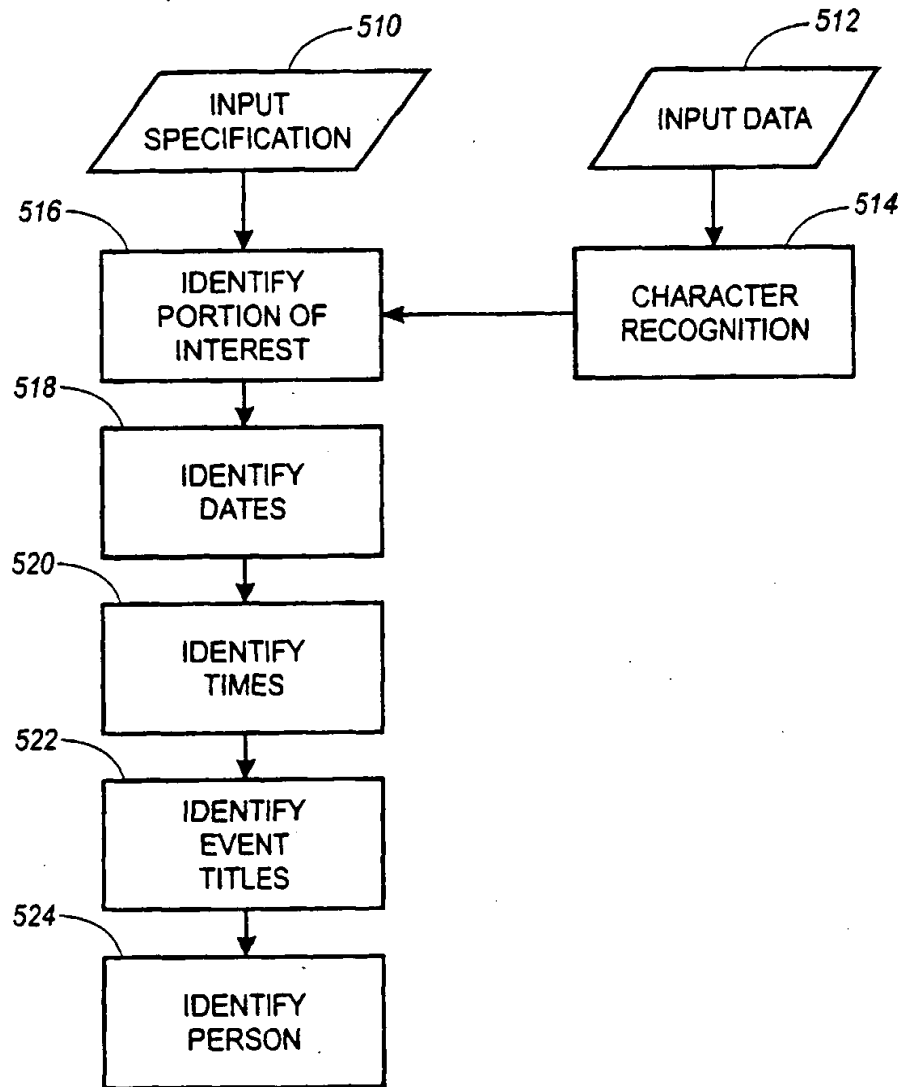 510
INPUT
SPECIFICATION
512
INPUT DATA
516
IDENTIFY
PORTION OF
INTEREST
514
CHARACTER
RECOGNITION
518
IDENTIFY
DATES
520
IDENTIFY
TIMES
522
IDENTIFY
EVENT
TITLES
524
IDENTIFY
PERSON